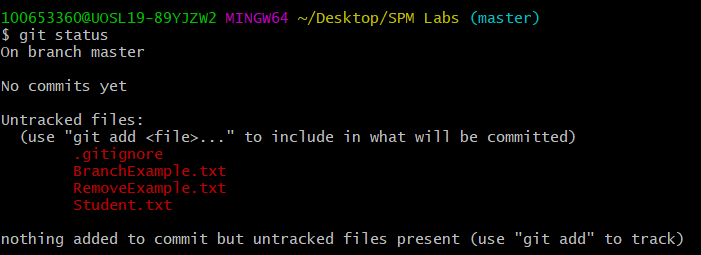 100653360@UOSL19-89YJZW2 MINGW64 ~/Desktop/SPM Labs (master)
$ git status
On branch master
No commits yet
Untracked files:
(use "git add <file>..." to include in what will be committed)
.gitignore
BranchExample.txt
RemoveExample.txt
Student.txt
nothing added to commit but untracked files present (use "git add" to track)